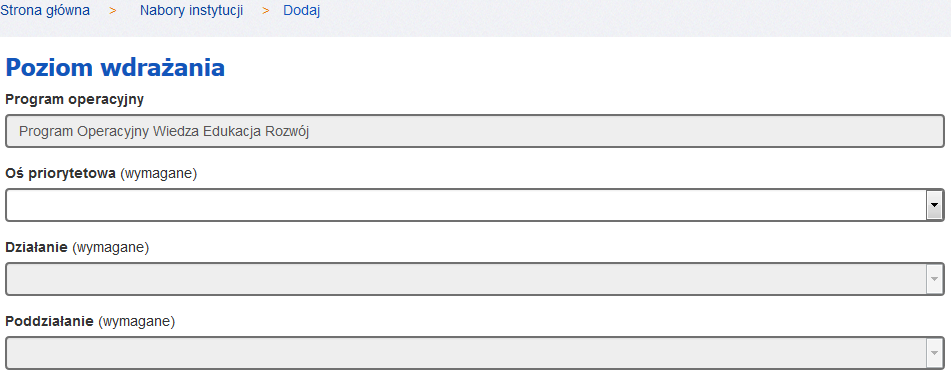 Strona główna > Nabory instytucji > Dodaj
Poziom wdrażania
Program operacyjny
Program Operacyjny Wiedza Edukacja Rozwój
Oś priorytetowa (wymagane)
Działanie (wymagane)
Poddziałanie (wymagane)